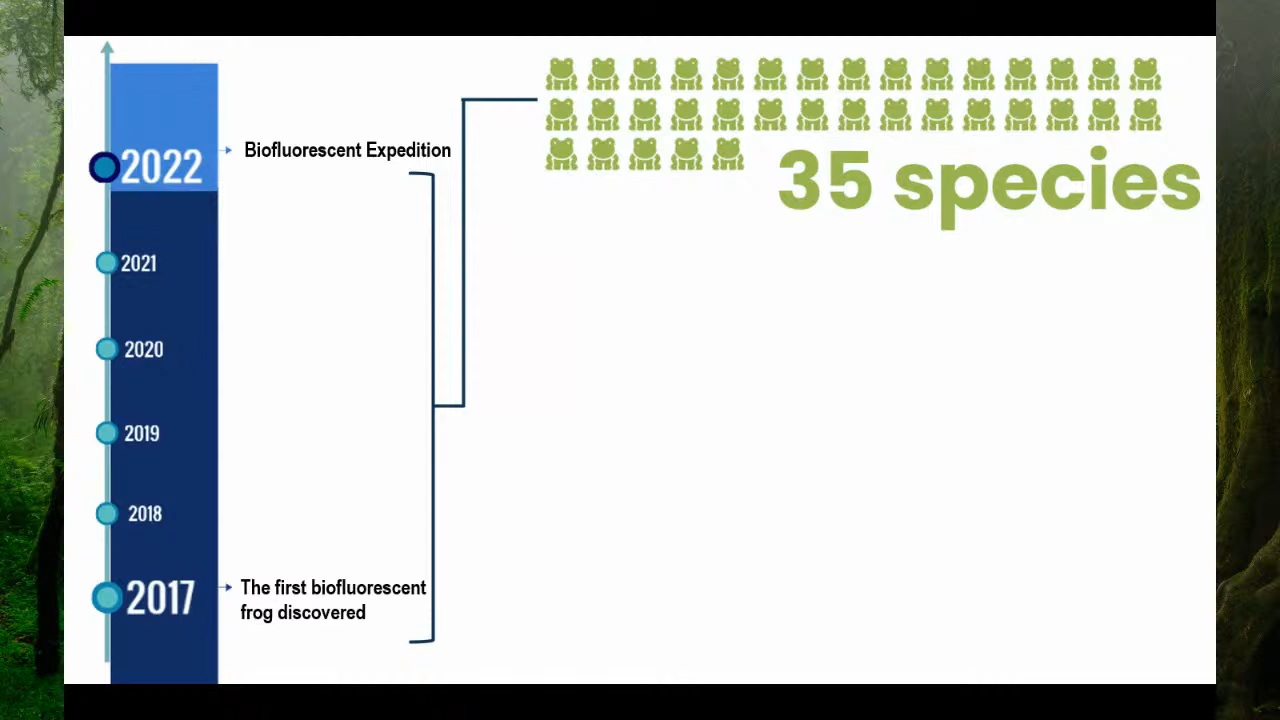 2022
Biofluorescent Expedition
35 species
2021
2020
2019
2018
2017
The first biofluorescent
frog discovered